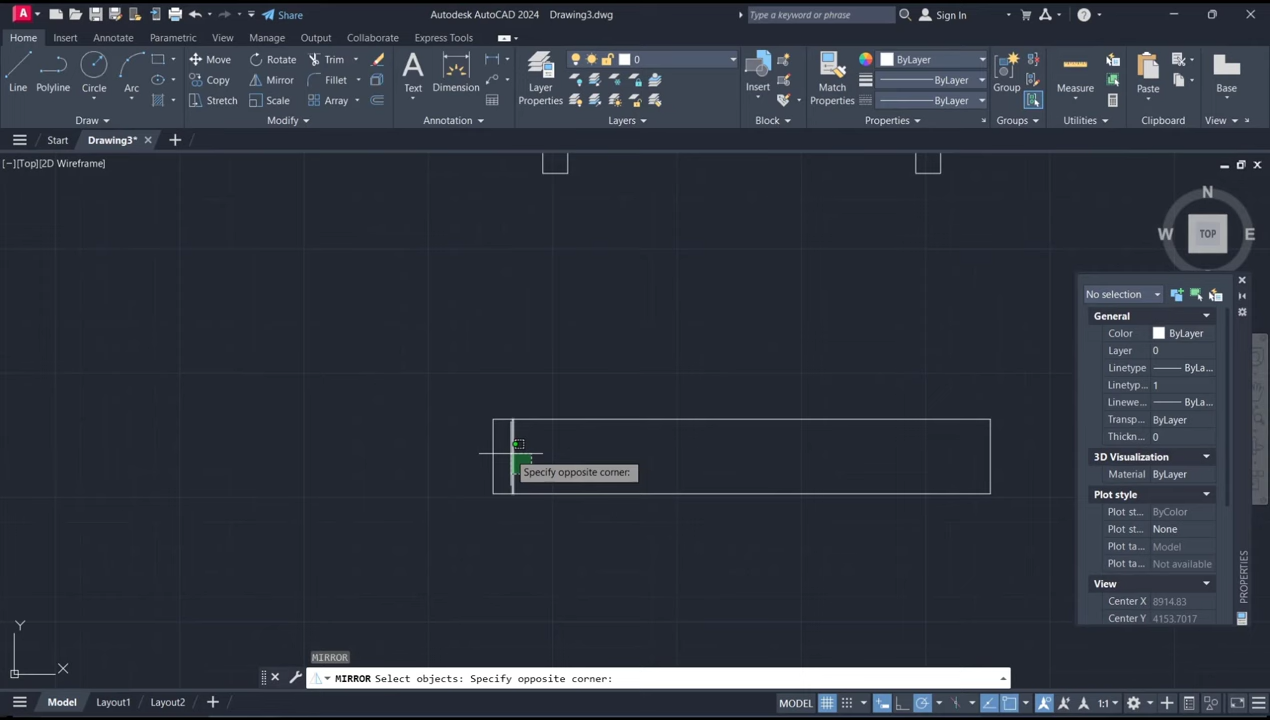 Share
Autodesk AutoCAD 2024 Drawing3.dwg
Type a keyword or phrase
Sign In
Home Insert Annotate Parametric View Manage Output Collaborate Express Tools
Line
Polyline
Circle
Arc
Move
Copy
Stretch
Rotate
Mirror
Scale
Trim
Fillet
Array
Text
Dimension
Layer
Properties
0
Insert
Match
Properties
ByLayer
ByLayer
ByLayer
Group
Measure
Paste
Base
Draw
Modify
Annotation
Layers
Block
Properties
Groups
Utilities
Clipboard
View
Start
Drawing3*
[−][Top][2D Wireframe]
N
W
TOP
E
S
No selection
General
Color ByLayer
Layer 0
Linetype ByLa...
Linetyp... 1
Linewe... ByLa...
Transp... ByLayer
Thickn... 0
3D Visualization
Material ByLayer
Plot style
Plot st... ByColor
Plot st... None
Plot ta... Model
Plot ta... Not available
View
Center X 8914.83
Center Y 4153.7017
PROPERTIES
Specify opposite corner:
Y
X
MIRROR
MIRROR Select objects: Specify opposite corner:
Model Layout1 Layout2
MODEL
1:1